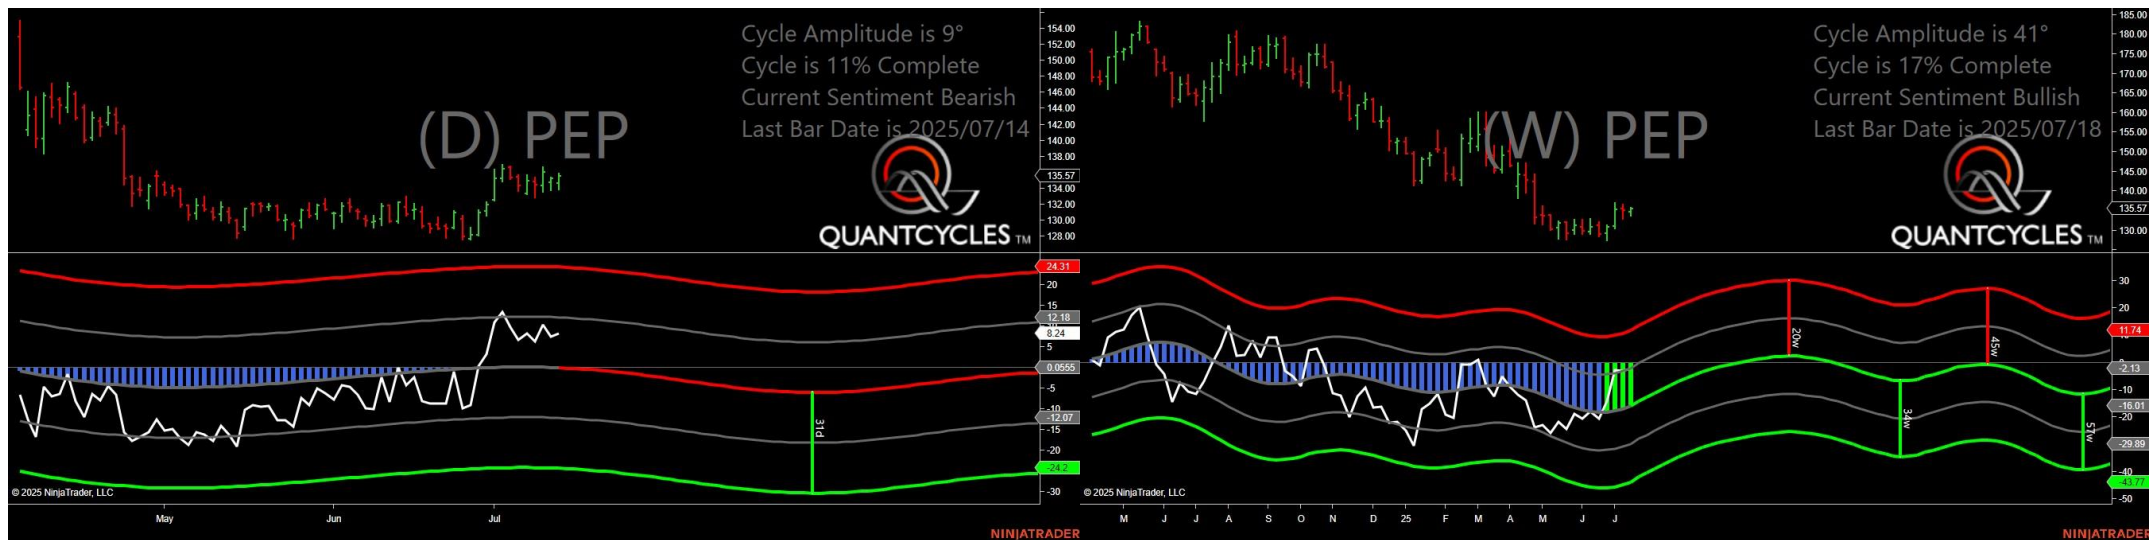 Cycle Amplitude is 9°
Cycle is 11% Complete
Current Sentiment Bearish
Last Bar Date is 2025/07/14
(D) PEP
QUANTCYCLES TM
154.00
152.00
150.00
148.00
146.00
144.00
142.00
140.00
138.00
135.57
134.00
132.00
130.00
128.00
24.31
20
15
12.18
8.24
5
0.0555
-5
-10
-12.07
-15
-20
-24.2
-30
31d
© 2025 NinjaTrader, LLC
May
Jun
Jul
NINJATRADER
Cycle Amplitude is 41°
Cycle is 17% Complete
Current Sentiment Bullish
Last Bar Date is 2025/07/18
(W) PEP
QUANTCYCLES TM
185.00
180.00
175.00
170.00
165.00
160.00
155.00
150.00
145.00
140.00
135.57
130.00
30
20
11.74
-2.13
-10
-16.01
-20
-29.89
-40
-43.77
-50
20w
34w
45w
57w
© 2025 NinjaTrader, LLC
M
J
J
A
S
O
N
D
25
F
M
A
M
J
J
NINJATRADER